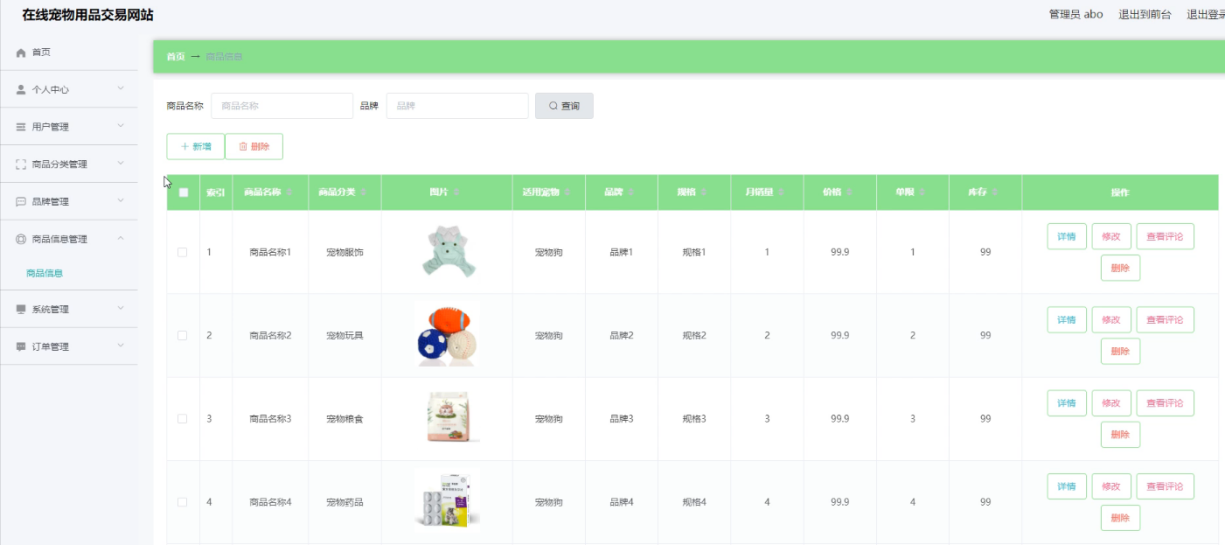 在线宠物用品交易网站
管理员 abo 退出到前台 退出登录
首页
个人中心
用户管理
商品分类管理
品牌管理
商品信息管理
商品信息
系统管理
订单管理
首页 → 商品信息
商品名称 商品名称 品牌 品牌 查询
+ 新增 删除
索引 商品名称 商品分类 图片 适用宠物 品牌 规格 月销量 价格 单限 库存 操作
1 商品名称1 宠物服饰 宠物狗 品牌1 规格1 1 99.9 1 99 详情 修改 查看评论
删除
2 商品名称2 宠物玩具 宠物狗 品牌2 规格2 2 99.9 2 99 详情 修改 查看评论
删除
3 商品名称3 宠物粮食 宠物狗 品牌3 规格3 3 99.9 3 99 详情 修改 查看评论
删除
4 商品名称4 宠物药品 宠物狗 品牌4 规格4 4 99.9 4 99 详情 修改 查看评论
删除